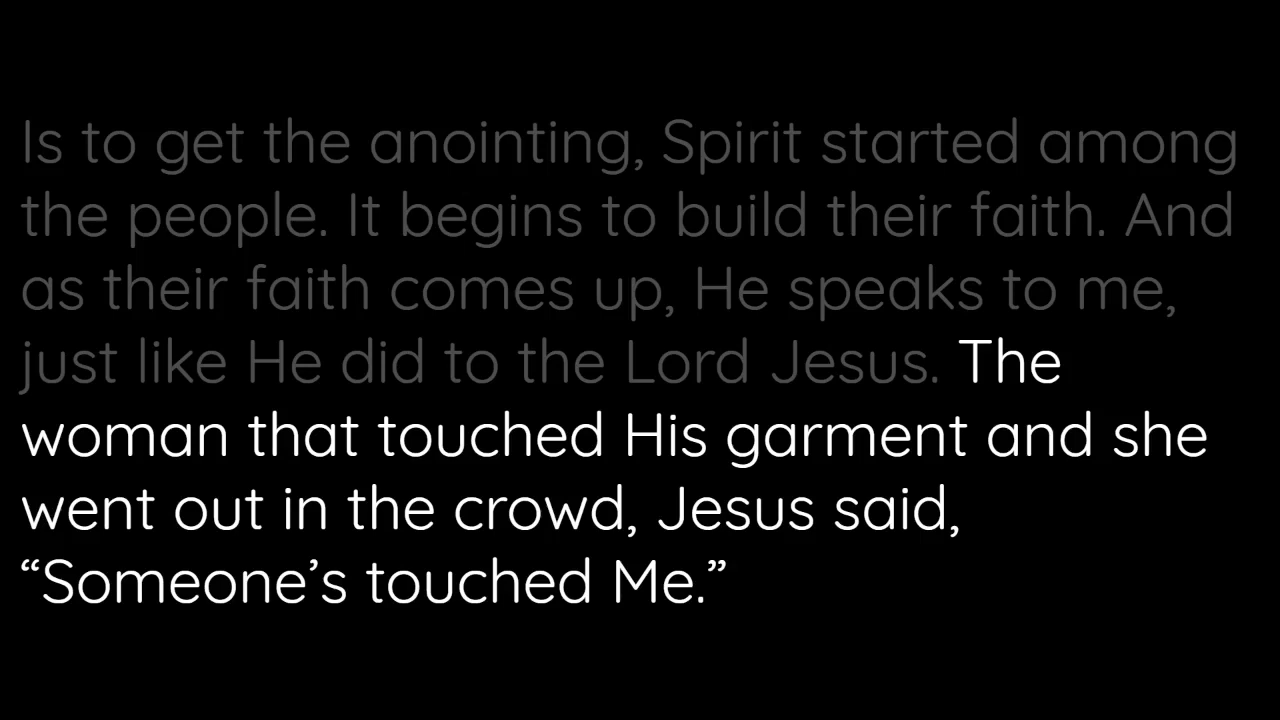 Is to get the anointing, Spirit started among
the people. It begins to build their faith. And
as their faith comes up, He speaks to me,
just like He did to the Lord Jesus. The
woman that touched His garment and she
went out in the crowd, Jesus said,
“Someone’s touched Me.”